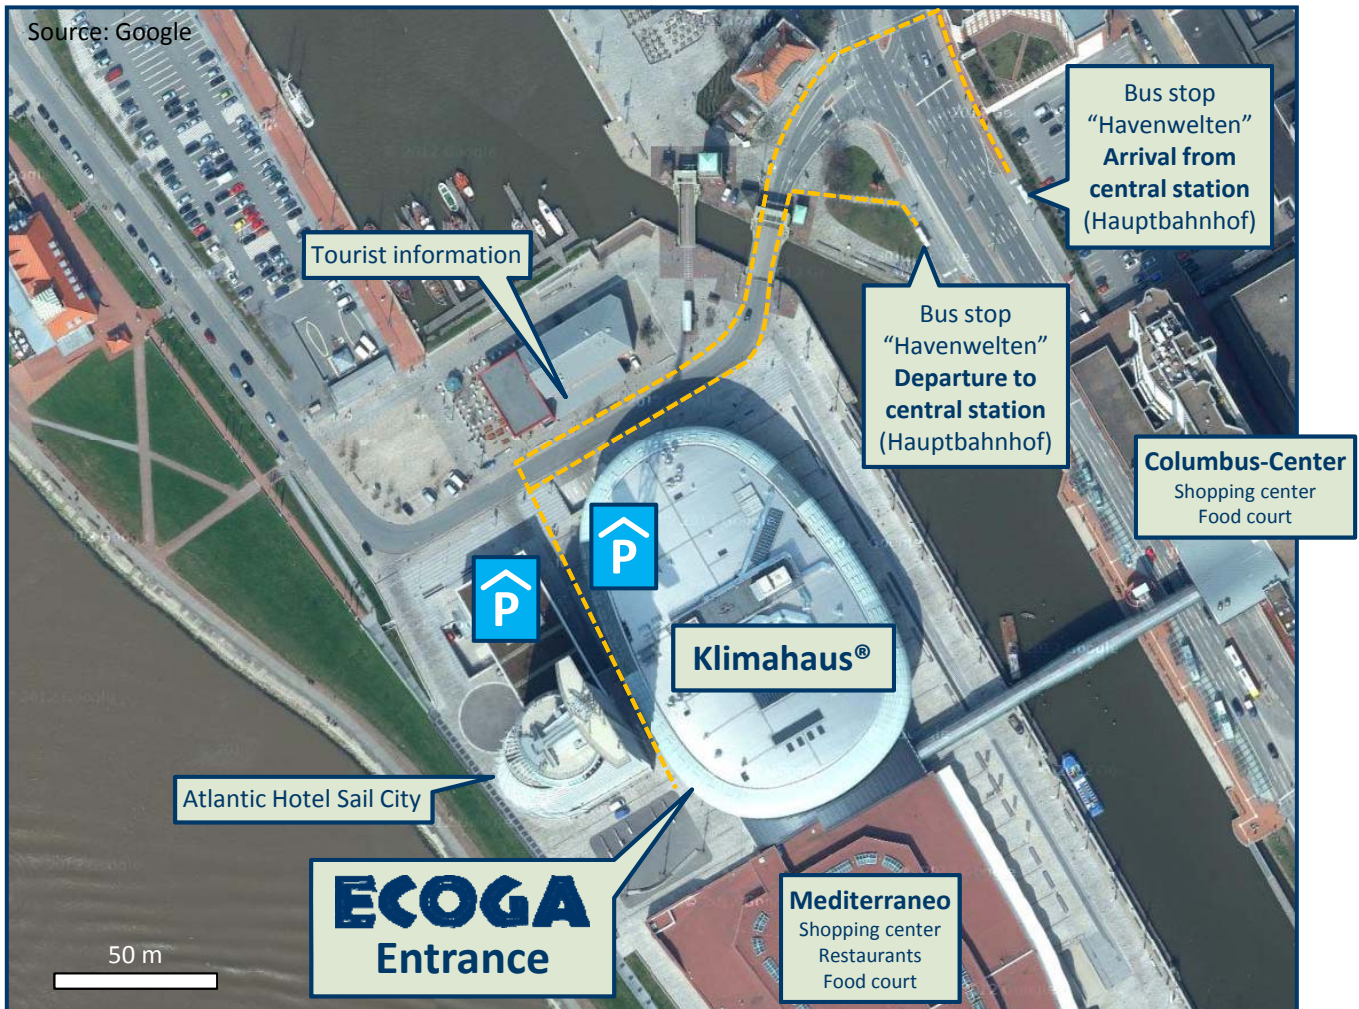 Source: Google
Bus stop
“Havenwelten”
Arrival from
central station
(Hauptbahnhof)
Tourist information
Bus stop
“Havenwelten”
Departure to
central station
(Hauptbahnhof)
Columbus-Center
Shopping center
Food court
P
P
Klimahaus®
Atlantic Hotel Sail City
ECOGA
Entrance
Mediterraneo
Shopping center
Restaurants
Food court
50 m